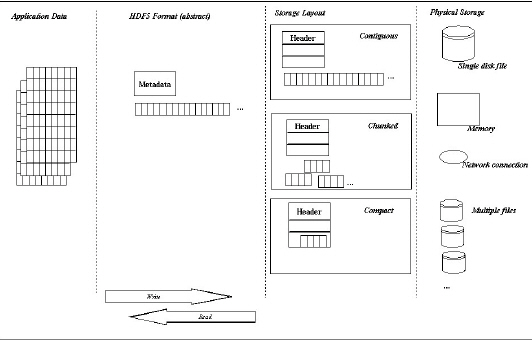 Application Data
HDF5 Format (abstract)
Storage Layout
Physical Storage
Metadata
...
Header
Contiguous
...
Header
Chunked
...
Header
Compact
Single disk file
Memory
Network connection
Multiple files
...
Write
Read